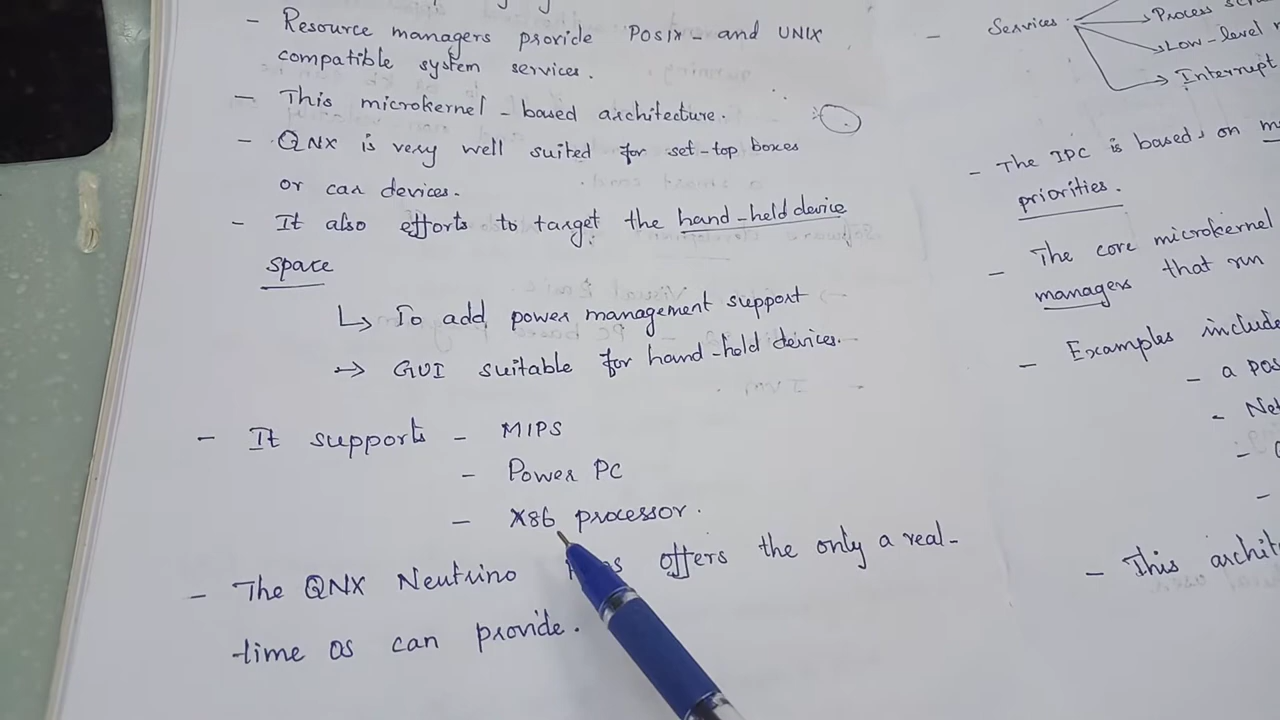 - Resource managers provide POSIX- and UNIX
compatible system services.
- This microkernel-based architecture.
- QNX is very well suited for set-top boxes
or car devices.
- It also efforts to target the hand-held device
space
↳ To add power management support
→ GUI suitable for hand-held devices.
- It supports - MIPS
- Power PC
- X86 processor.
- The QNX Neutrino offers the only a real-
time os can provide.
- Services
→ Process
→ Low-level
→ Interrupt
- The IPC is based on
priorities.
- The core microkernel
managers that run
- Examples include
- a pos
- Net
- This archit